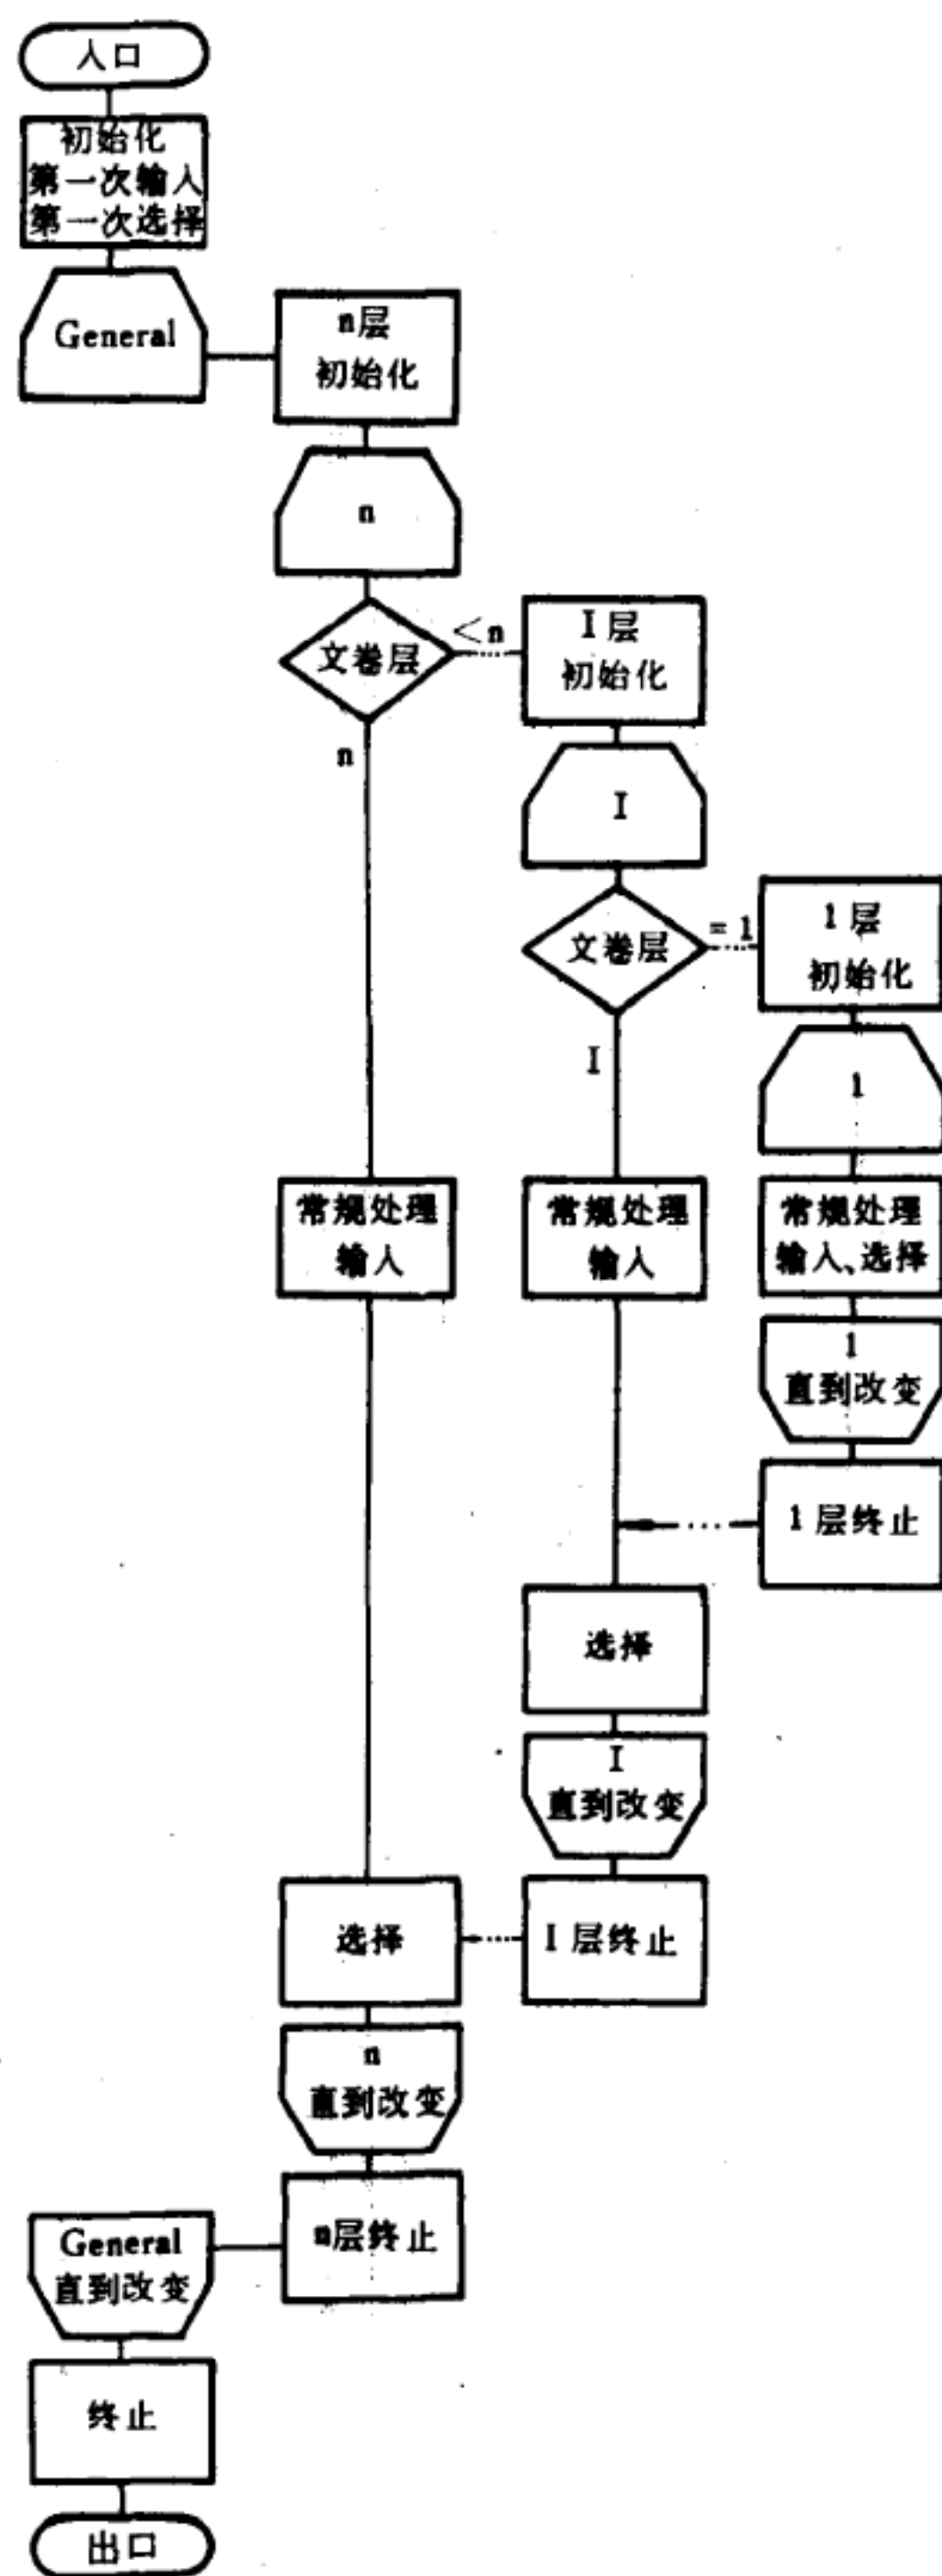 入口
初始化
第一次输入
第一次选择
General
n层
初始化
n
文卷层
<n
n
I层
初始化
I
文卷层
=1
I
1层
初始化
1
常规处理
输入
常规处理
输入
常规处理
输入、选择
1
直到改变
1层终止
选择
I
直到改变
选择
I层终止
n
直到改变
n层终止
General
直到改变
终止
出口